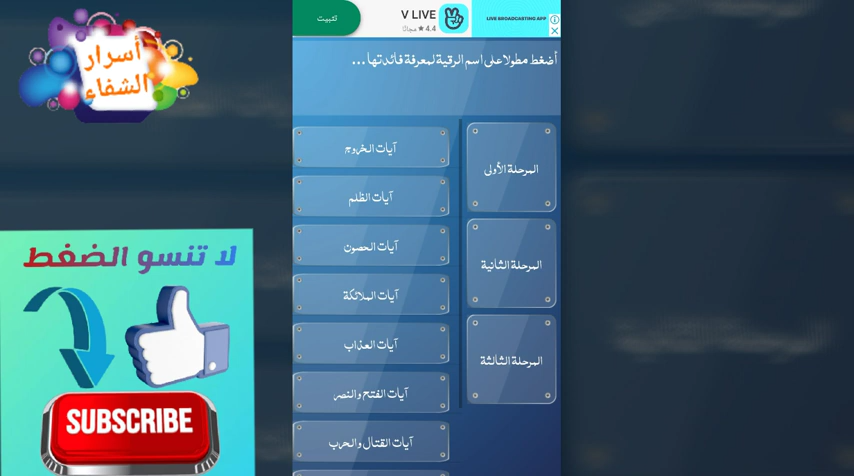 أسرار
الشفاء
تثبيت
V LIVE
4.4 ★ مجانًا
LIVE BROADCASTING APP
أضغط مطولا على اسم الرقية لمعرفة فائدتها ...
المرحلة الأولى
المرحلة الثانية
المرحلة الثالثة
آيات الخروج
آيات الظلم
آيات الحصون
آيات الملائكة
آيات العذاب
آيات الفتح والنصر
آيات القتال والحرب
لا تنسو الضغط
SUBSCRIBE